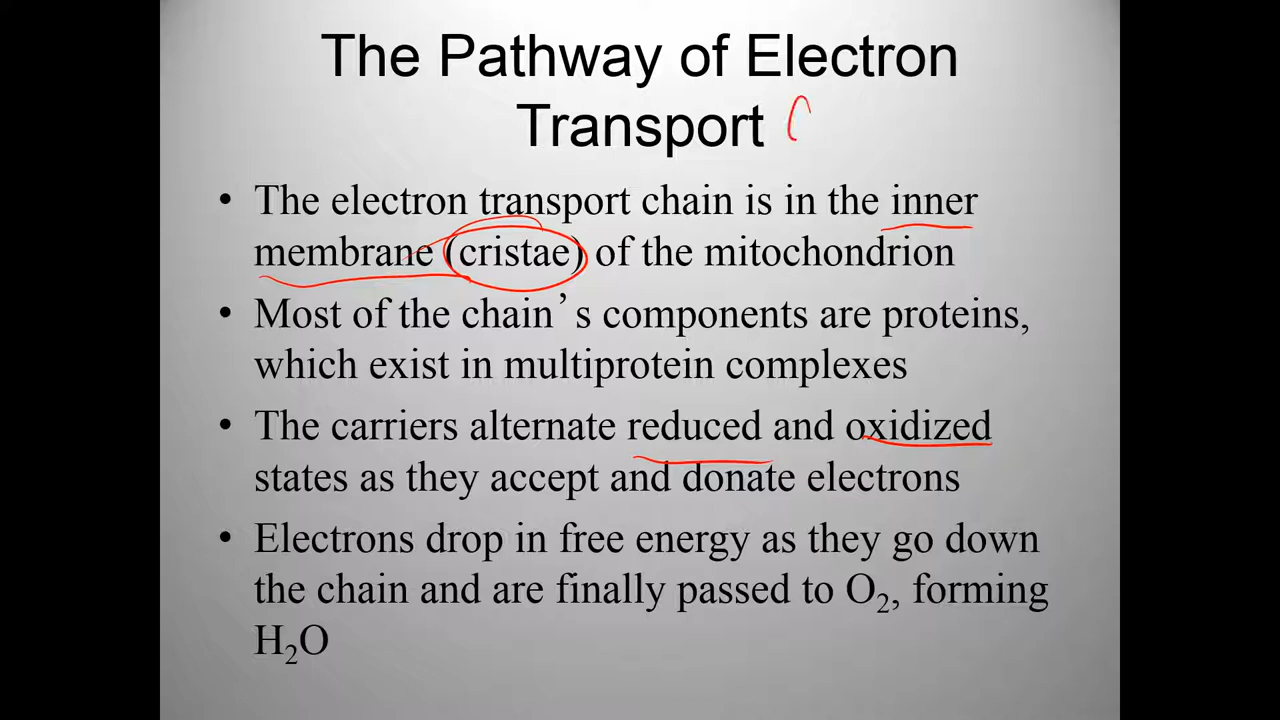 The Pathway of Electron
Transport
• The electron transport chain is in the inner
membrane (cristae) of the mitochondrion
• Most of the chain’s components are proteins,
which exist in multiprotein complexes
• The carriers alternate reduced and oxidized
states as they accept and donate electrons
• Electrons drop in free energy as they go down
the chain and are finally passed to O₂, forming
H₂O